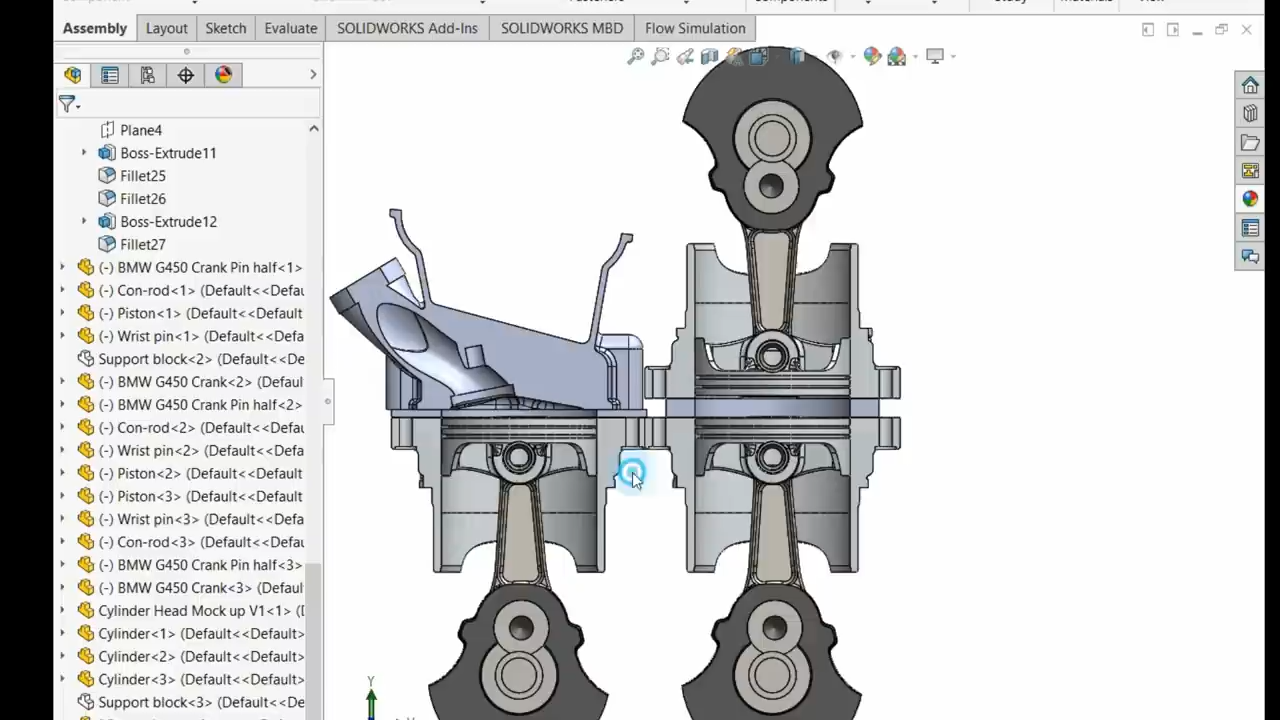 Assembly Layout Sketch Evaluate SOLIDWORKS Add-Ins SOLIDWORKS MBD Flow Simulation
Plane4
Boss-Extrude11
Fillet25
Fillet26
Boss-Extrude12
Fillet27
(-) BMW G450 Crank Pin half<1>
(-) Con-rod<1> (Default<<Defau
(-) Piston<1> (Default<<Default
(-) Wrist pin<1> (Default<<Defa
Support block<2> (Default<<De
(-) BMW G450 Crank<2> (Defaul
(-) BMW G450 Crank Pin half<2>
(-) Con-rod<2> (Default<<Defau
(-) Wrist pin<2> (Default<<Defa
(-) Piston<2> (Default<<Default
(-) Piston<3> (Default<<Default
(-) Wrist pin<3> (Default<<Defa
(-) Con-rod<3> (Default<<Defau
(-) BMW G450 Crank Pin half<3>
(-) BMW G450 Crank<3> (Defaul
Cylinder Head Mock up V1<1> (
Cylinder<1> (Default<<Default>
Cylinder<2> (Default<<Default>
Cylinder<3> (Default<<Default>
Support block<3> (Default<<De
Y